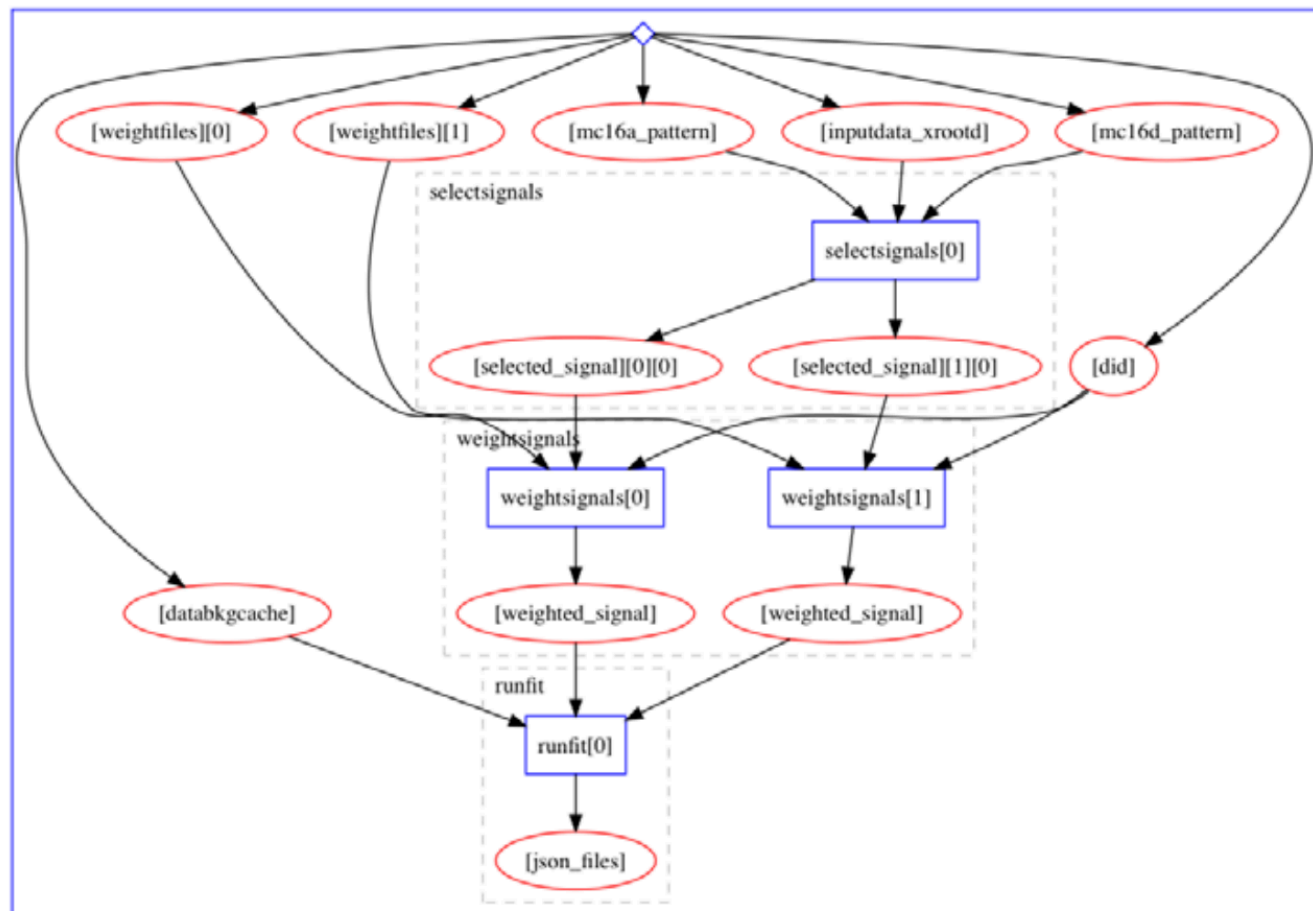 [weightfiles][0]
[weightfiles][1]
[mc16a_pattern]
[inputdata_xrootd]
[mc16d_pattern]
selectsignals
selectsignals[0]
[selected_signal][0][0]
[selected_signal][1][0]
[did]
weightsignals
weightsignals[0]
weightsignals[1]
[databkgcache]
[weighted_signal]
[weighted_signal]
runfit
runfit[0]
[json_files]